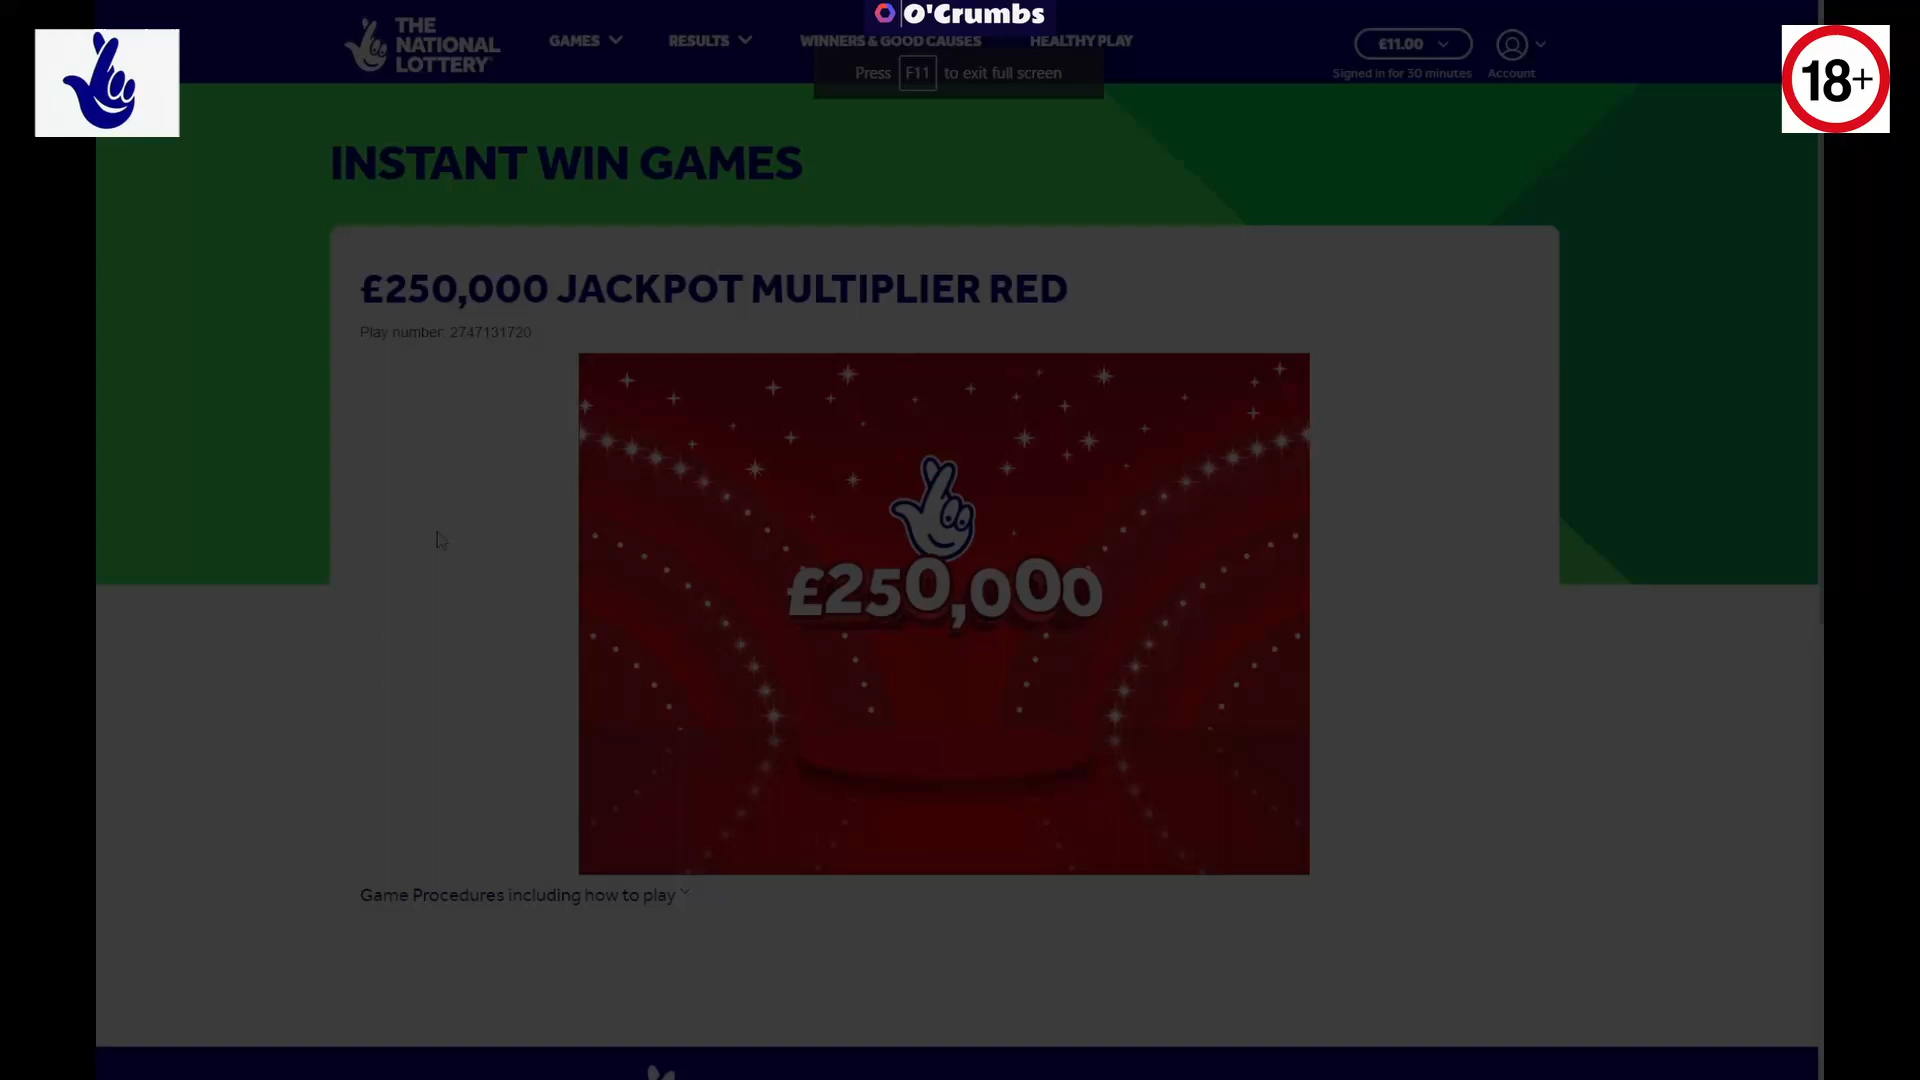 O'Crumbs
THE
NATIONAL
LOTTERY
GAMES
RESULTS
WINNERS & GOOD CAUSES
HEALTHY PLAY
£11.00
Signed in for 30 minutes
Account
Press F11 to exit full screen
18+
INSTANT WIN GAMES
£250,000 JACKPOT MULTIPLIER RED
Play number: 2747131720
£250,000
Game Procedures including how to play